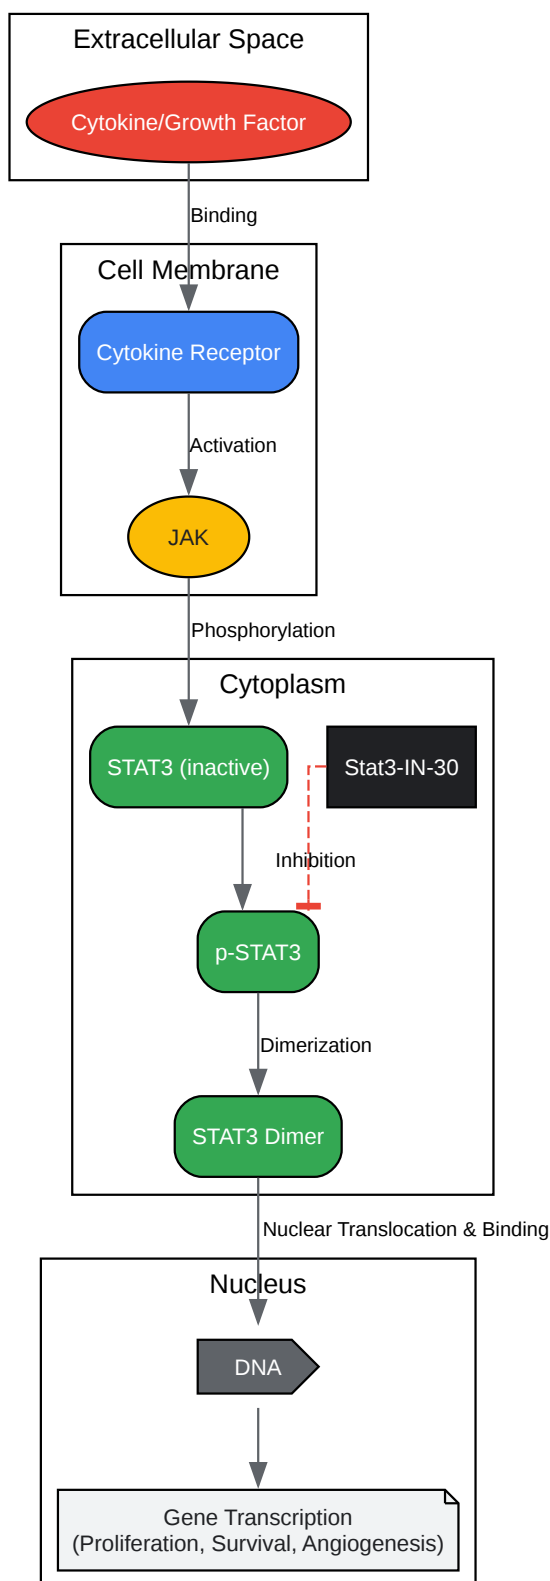 Extracellular Space
Cytokine/Growth Factor
Binding
Cell Membrane
Cytokine Receptor
Activation
JAK
Phosphorylation
Cytoplasm
STAT3 (inactive)
Stat3-IN-30
Inhibition
p-STAT3
Dimerization
STAT3 Dimer
Nuclear Translocation & Binding
Nucleus
DNA
Gene Transcription
(Proliferation, Survival, Angiogenesis)